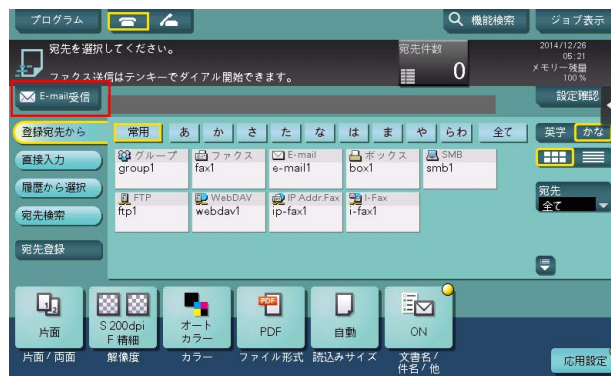 プログラム
機能検索
ジョブ表示
宛先を選択してください。
ファクス送信はテンキーでダイアル開始できます。
宛先件数
0
2014/12/26
05:21
メモリー残量
100 %
E-mail受信
設定確認
登録宛先から
常用
あ
か
さ
た
な
は
ま
や
らわ
全て
英字
かな
直接入力
履歴から選択
宛先検索
宛先登録
グループ
group1
ファクス
fax1
E-mail
e-mail1
ボックス
box1
SMB
smb1
FTP
ftp1
WebDAV
webdav1
IP Addr.Fax
ip-fax1
I-Fax
i-fax1
宛先
全て
片面
S 200dpi
F 精細
オート
カラー
PDF
自動
ON
片面 / 両面
解像度
カラー
ファイル形式
読込みサイズ
文書名 /
件名 / 他
応用設定